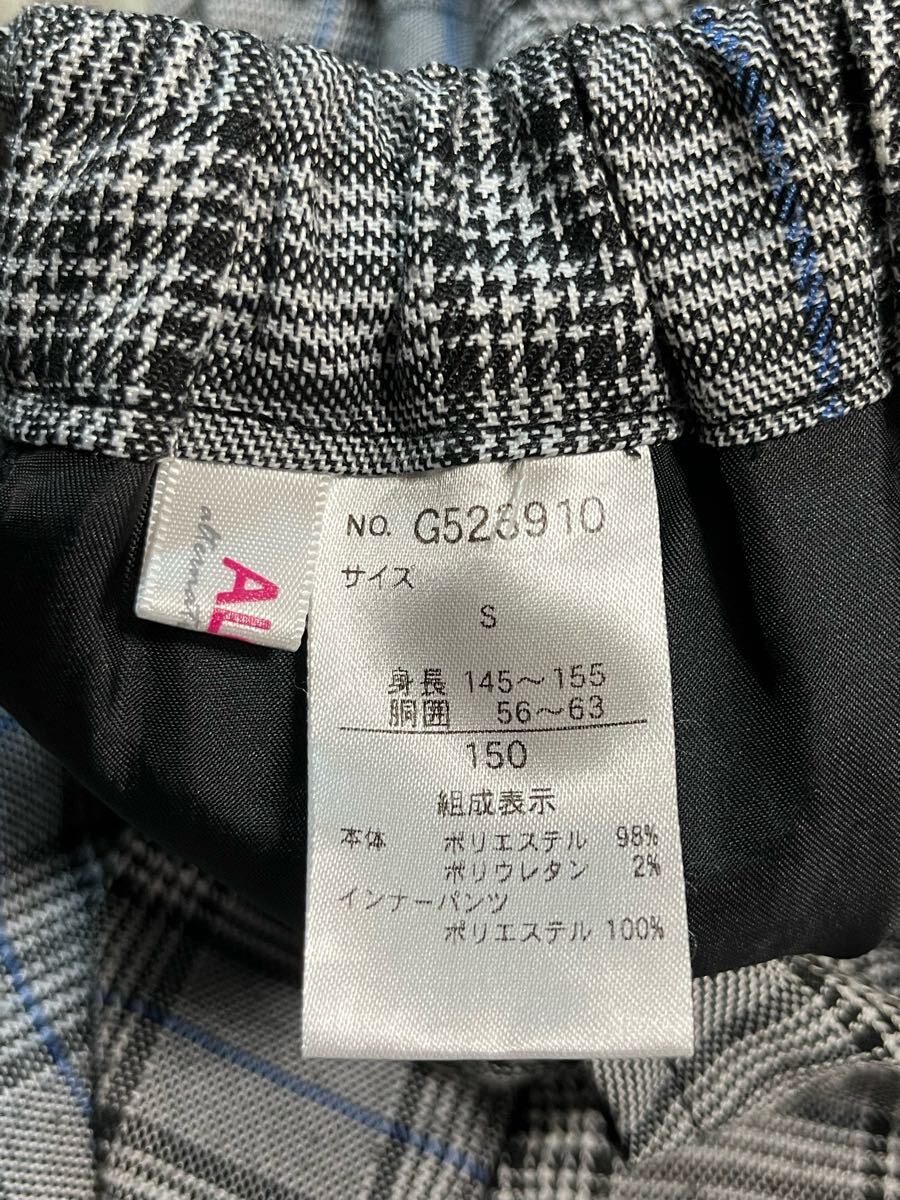 AL
NO. G523910
サイズ
S
身長 145～155
胴囲 56～63
150
組成表示
本体 ポリエステル 98%
ポリウレタン 2%
インナーパンツ
ポリエステル 100%